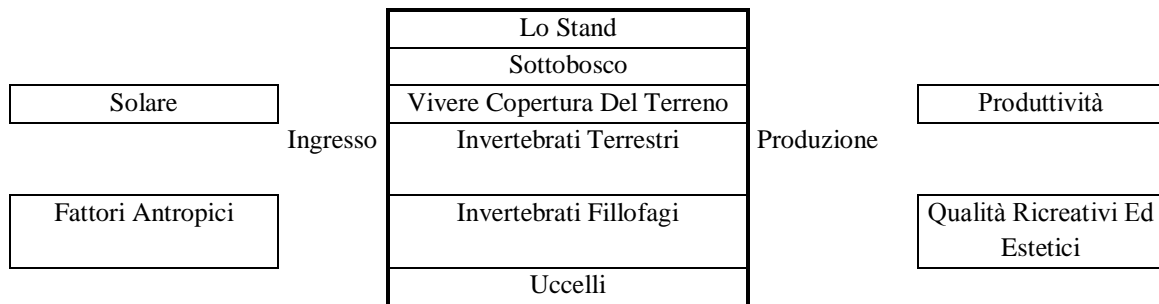 Lo Stand
Sottobosco
Solare
Vivere Copertura Del Terreno
Produttività
Ingresso
Invertebrati Terrestri
Produzione
Fattori Antropici
Invertebrati Fillofagi
Qualità Ricreativi Ed
Estetici
Uccelli